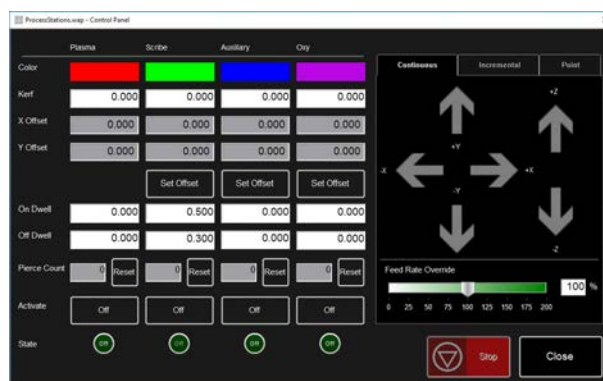 ProcessStations.wap - Control Panel
Plasma Scribe Auxiliary Oxy
Color
Kerf 0.000 0.000 0.000 0.000
X Offset 0.000 0.000 0.000 0.000
Y Offset 0.000 0.000 0.000 0.000
Set Offset Set Offset Set Offset
On Dwell 0.000 0.500 0.000 0.000
Off Dwell 0.000 0.300 0.000 0.000
Pierce Count 0 Reset 0 Reset 0 Reset 0 Reset
Activate Off Off Off Off
State Off Off Off Off
Continuous Incremental Point
+Z
+Y
-X +X
-Y
-Z
Feed Rate Override
100 %
0 25 50 75 100 125 150 175 200
Stop Close